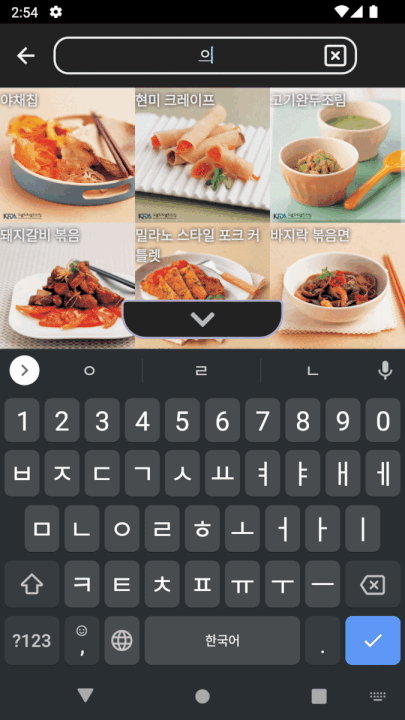 2:54
의
야채칩
현미 크레이프
고기완두조림
돼지갈비 볶음
밀라노 스타일 포크 커
틀렛
바지락 볶음면
ㅇ ㄹ ㄴ
1 2 3 4 5 6 7 8 9 0
ㅂ ㅈ ㄷ ㄱ ㅅ ㅛ ㅕ ㅑ ㅐ ㅔ
ㅁ ㄴ ㅇ ㄹ ㅎ ㅗ ㅓ ㅏ ㅣ
ㅋ ㅌ ㅊ ㅍ ㅠ ㅜ ㅡ
?123 , 한국어 .